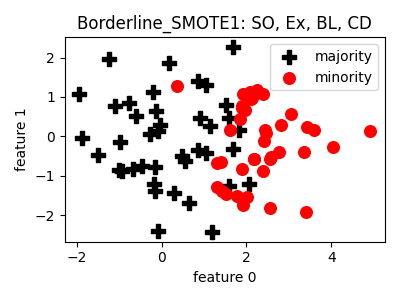 Borderline_SMOTE1: SO, Ex, BL, CD
majority
minority
feature 1
2
1
0
−1
−2
−2
0
2
4
feature 0